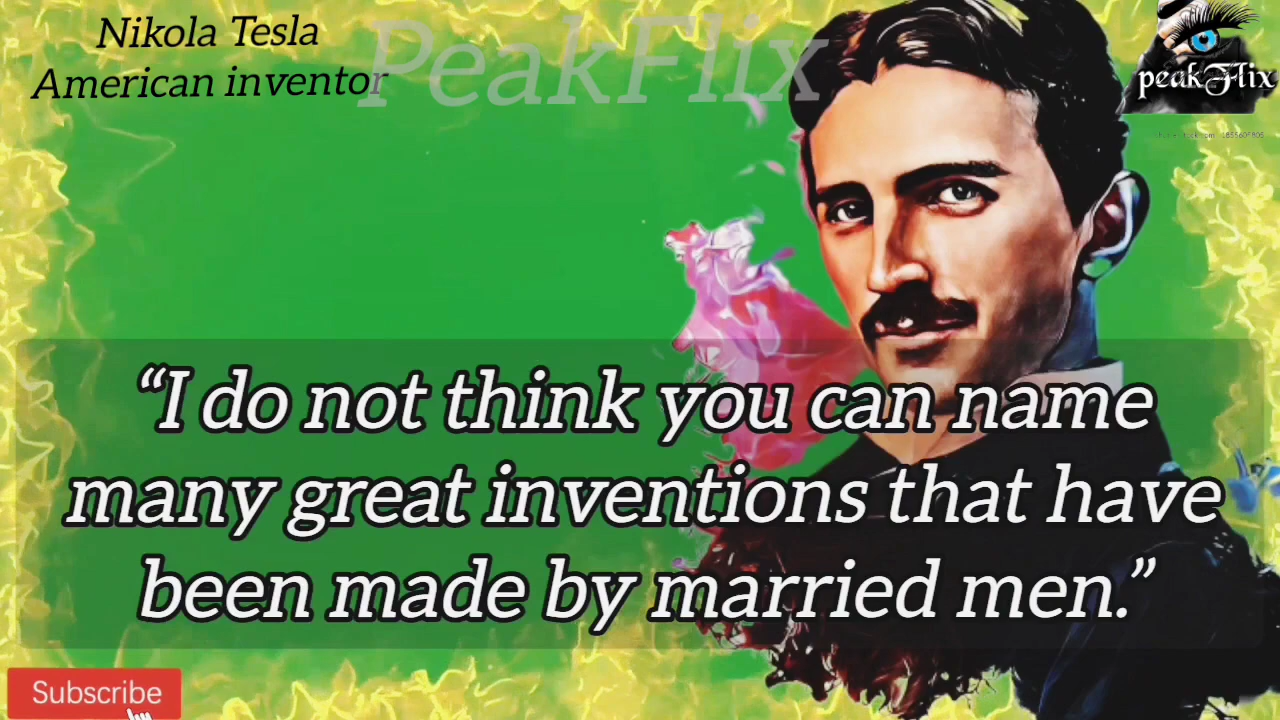 Nikola Tesla
American inventor
PeakFlix
peakFlix
“I do not think you can name
many great inventions that have
been made by married men.”
Subscribe